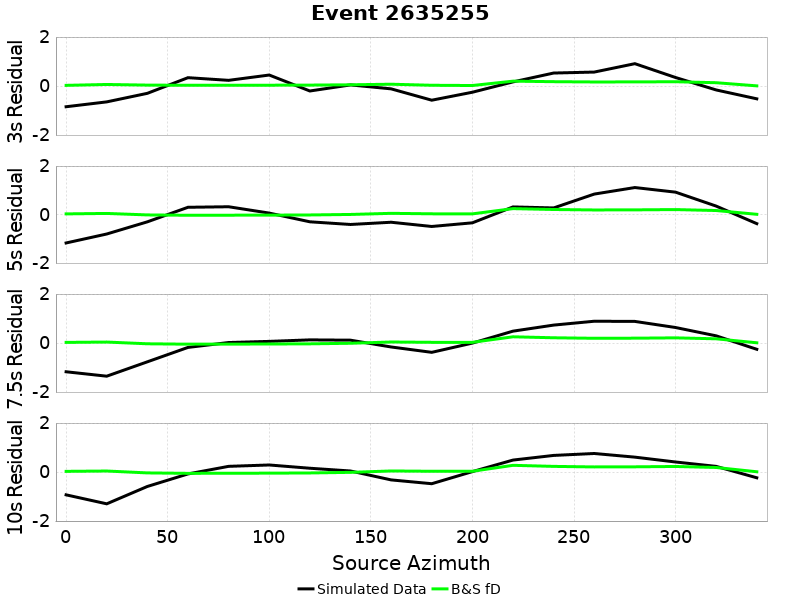 Event 2635255
3s Residual
2
0
-2
5s Residual
2
0
-2
7.5s Residual
2
0
-2
10s Residual
2
0
-2
0 50 100 150 200 250 300
Source Azimuth
Simulated Data B&S fD